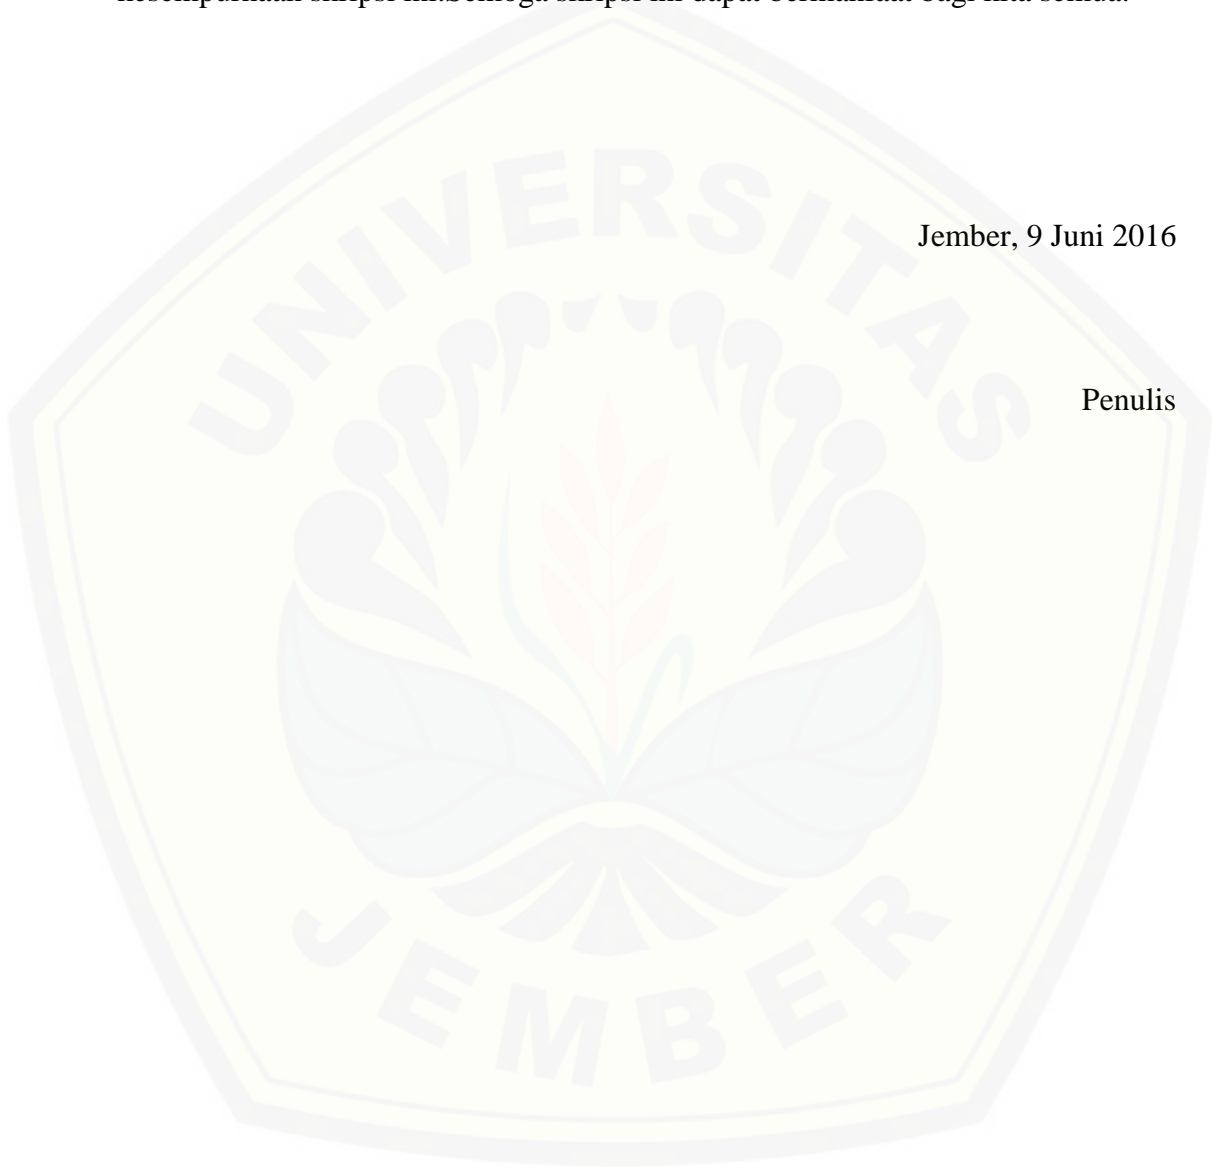 kesempurnaan skripsi ini.Semoga skripsi ini dapat bermanfaat bagi kita semua.
Jember, 9 Juni 2016
Penulis
UNIVERSITAS
JEMBER